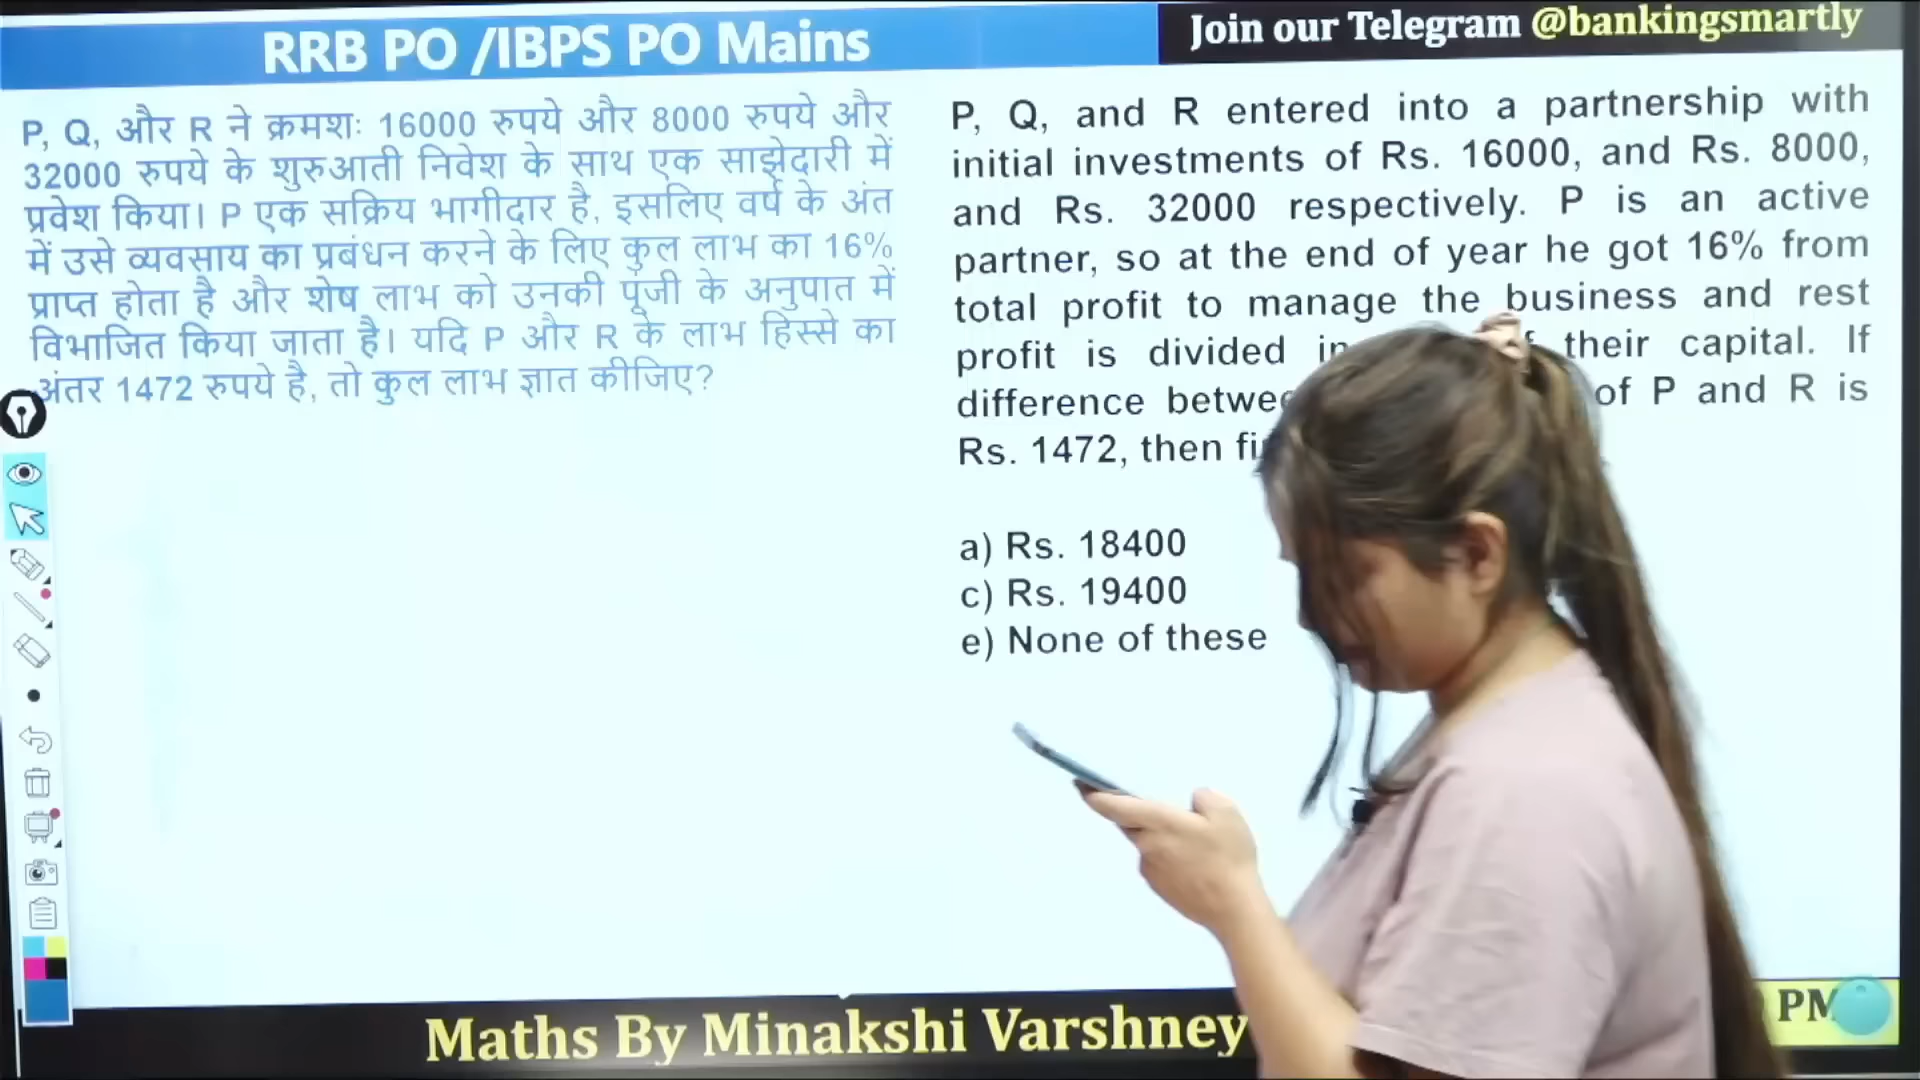 RRB PO /IBPS PO Mains
Join our Telegram @bankingsmartly
P, Q, और R ने क्रमशः 16000 रुपये और 8000 रुपये और
32000 रुपये के शुरुआती निवेश के साथ एक साझेदारी में
प्रवेश किया। P एक सक्रिय भागीदार है, इसलिए वर्ष के अंत
में उसे व्यवसाय का प्रबंधन करने के लिए कुल लाभ का 16%
प्राप्त होता है और शेष लाभ को उनकी पूंजी के अनुपात में
विभाजित किया जाता है। यदि P और R के लाभ हिस्से का
अंतर 1472 रुपये है, तो कुल लाभ ज्ञात कीजिए?
P, Q, and R entered into a partnership with
initial investments of Rs. 16000, and Rs. 8000,
and Rs. 32000 respectively. P is an active
partner, so at the end of year he got 16% from
total profit to manage the business and rest
profit is divided their capital. If
difference of P and R is
Rs. 1472, then
a) Rs. 18400
c) Rs. 19400
e) None of these
Maths By Minakshi Varshney
PM